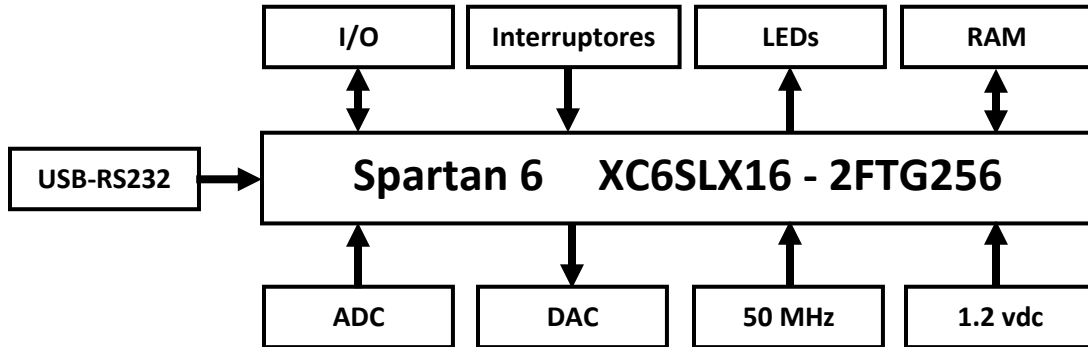 I/O
Interruptores
LEDs
RAM
USB-RS232
Spartan 6 XC6SLX16 - 2FTG256
ADC
DAC
50 MHz
1.2 vdc